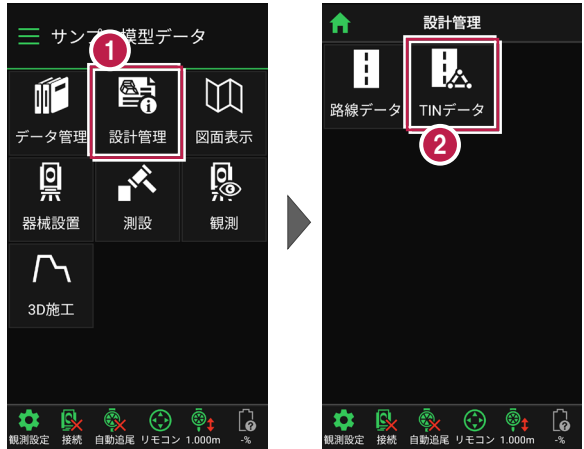 サンプ
模型データ
1
データ管理
設計管理
図面表示
器械設置
測設
観測
3D施工
観測設定
接続
自動追尾
リモコン
1.000m
-%
設計管理
路線データ
TINデータ
2
観測設定
接続
自動追尾
リモコン
1.000m
-%